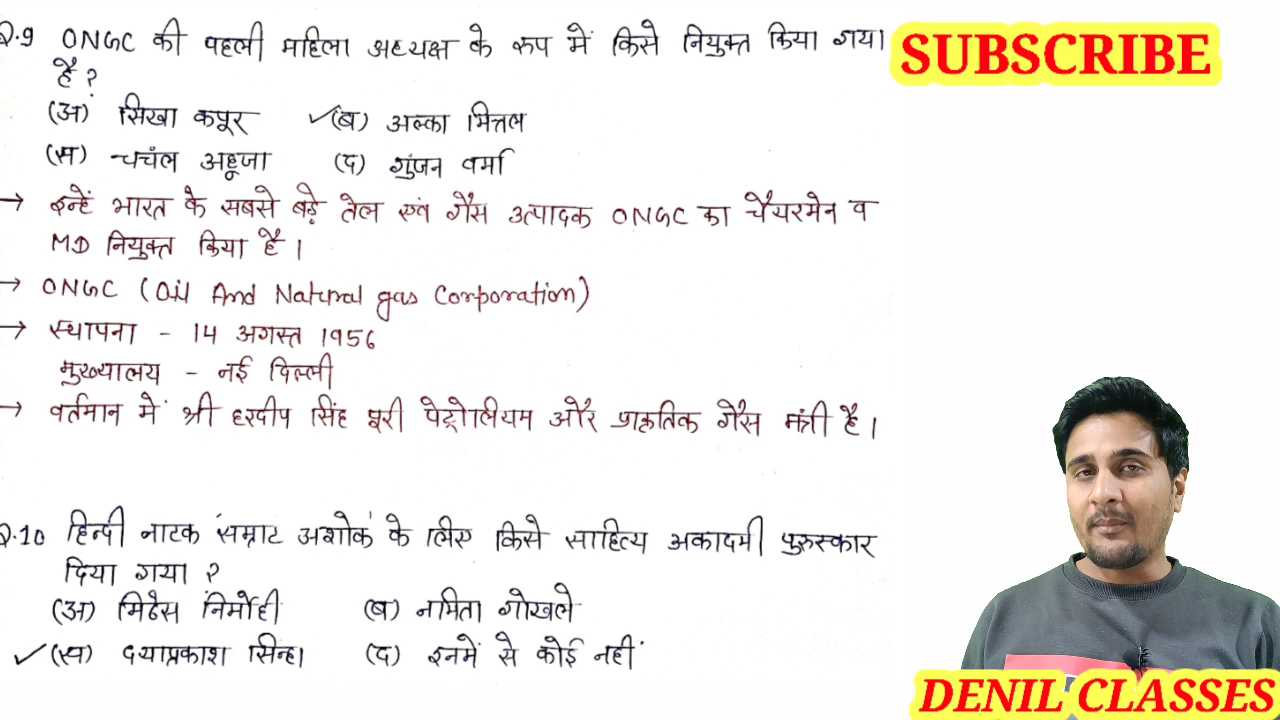 Q.9 ONGC की पहली महिला अध्यक्ष के रूप में किसे नियुक्त किया गया
है ?
(अ) सिखा कपूर ✓(ब) अल्का मित्तल
(स) चचंल अहूजा (द) गुंजन वर्मा
→ इन्हें भारत के सबसे बड़े तेल एवं गैस उत्पादक ONGC का चैयरमेन व
MD नियुक्त किया है ।
→ ONGC (Oil And Natural gas Corporation)
→ स्थापना - 14 अगस्त 1956
मुख्यालय - नई दिल्ली
→ वर्तमान में श्री हरदीप सिंह पूरी पेट्रोलियम और प्राकृतिक गैस मंत्री है ।
Q.10 हिन्दी नाटक 'सम्राट अशोक' के लिए किसे साहित्य अकादमी पुरुस्कार
दिया गया ?
(अ) मिठेस निर्मोही (ब) नमिता गोखले
✓(स) दयाप्रकाश सिन्हा (द) इनमें से कोई नहीं
SUBSCRIBE
DENIL CLASSES